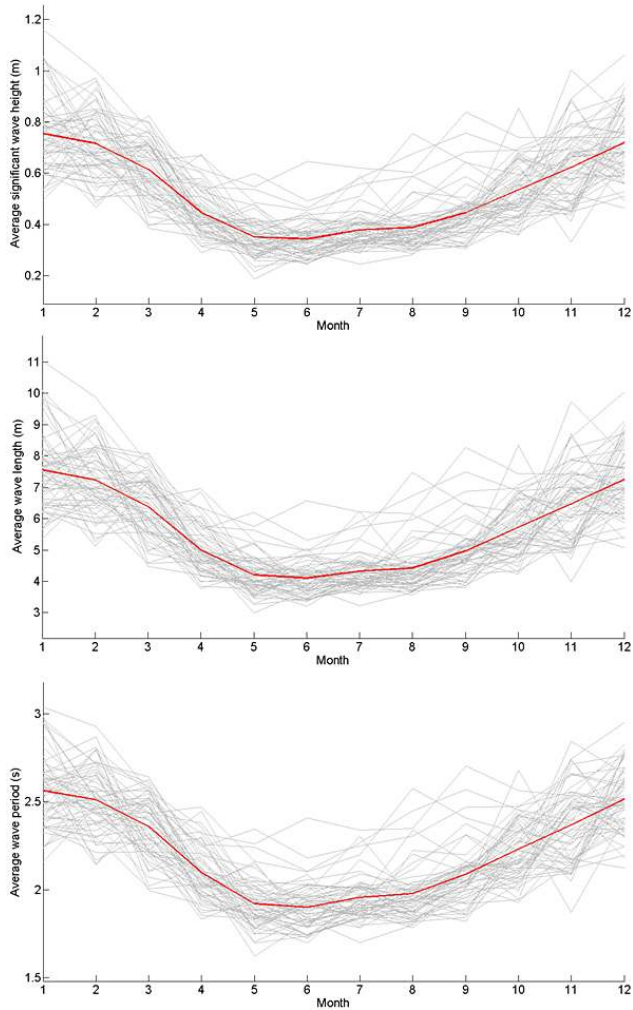 Average significant wave height (m)
1.2
1
0.8
0.6
0.4
0.2
1 2 3 4 5 6 7 8 9 10 11 12
Month
Average wave length (m)
11
10
9
8
7
6
5
4
3
1 2 3 4 5 6 7 8 9 10 11 12
Month
Average wave period (s)
3
2.5
2
1.5
1 2 3 4 5 6 7 8 9 10 11 12
Month